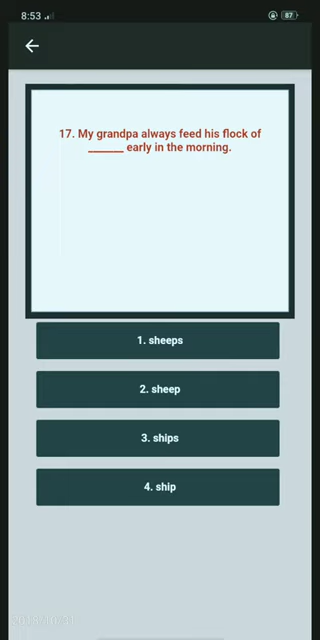 8:53
87
17. My grandpa always feed his flock of
______ early in the morning.
1. sheeps
2. sheep
3. ships
4. ship